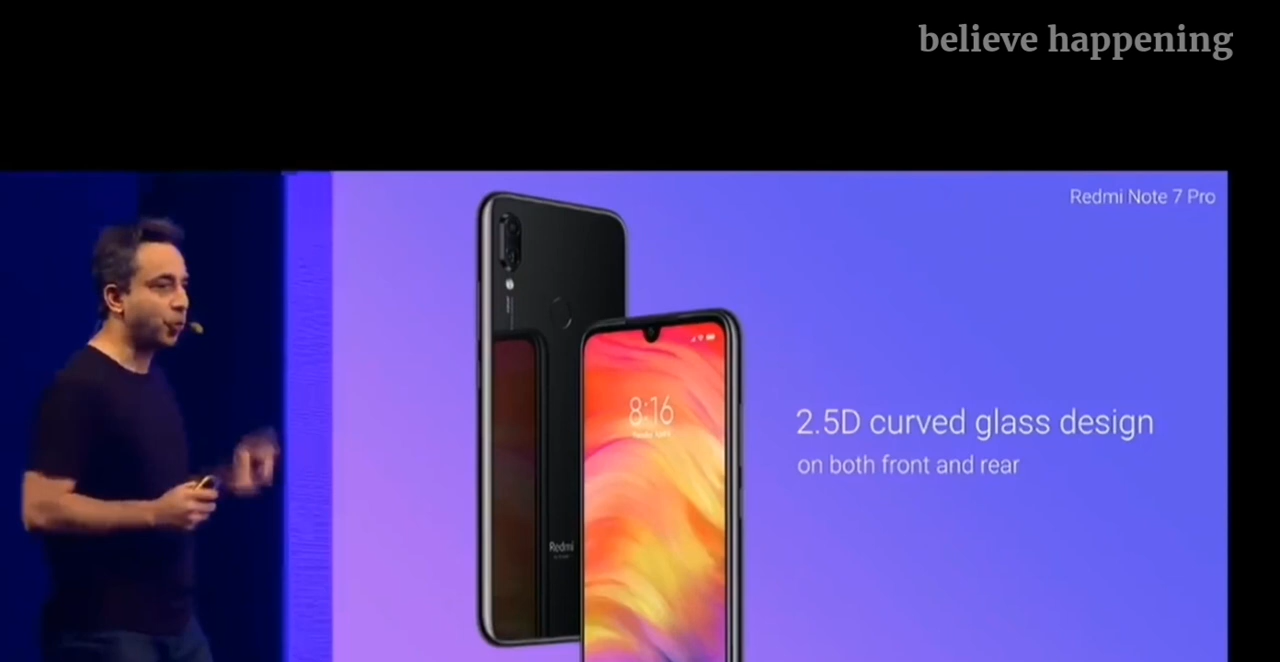 believe happening
Redmi Note 7 Pro
8:16
2.5D curved glass design
on both front and rear
Redmi